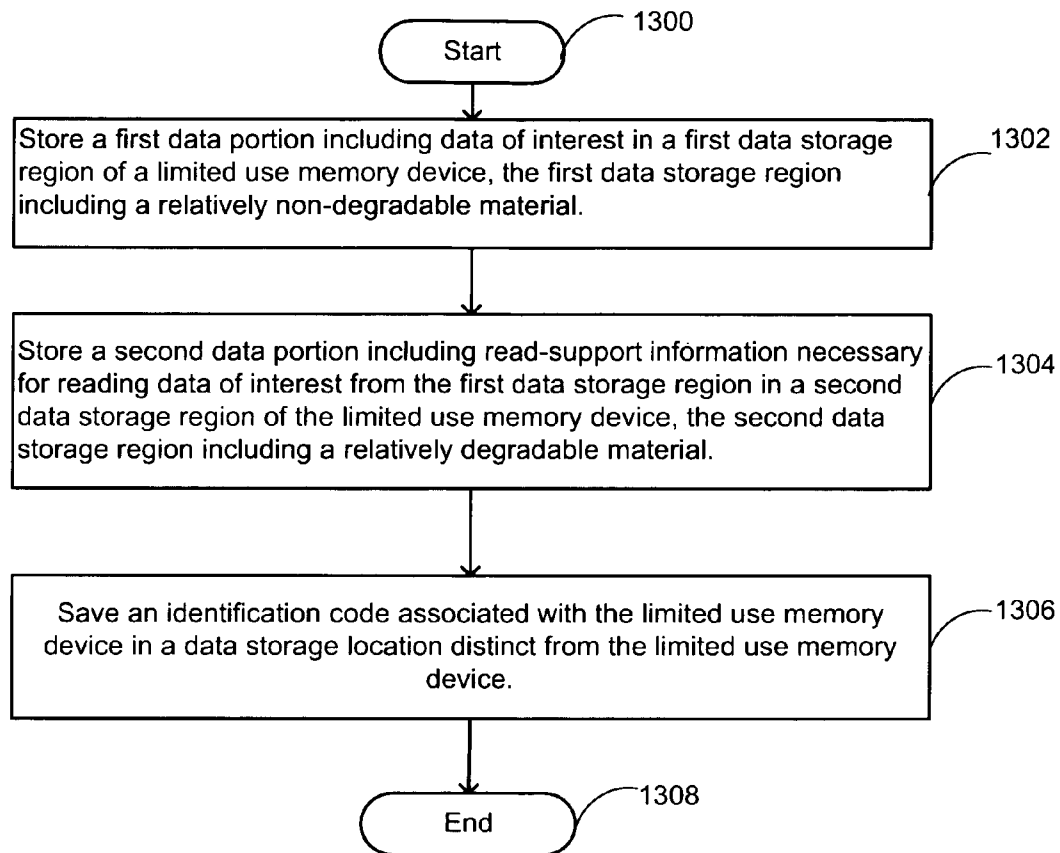 1300
Start
Store a first data portion including data of interest in a first data storage
region of a limited use memory device, the first data storage region
including a relatively non-degradable material.
1302
Store a second data portion including read-support information necessary
for reading data of interest from the first data storage region in a second
data storage region of the limited use memory device, the second data
storage region including a relatively degradable material.
1304
Save an identification code associated with the limited use memory
device in a data storage location distinct from the limited use memory
device.
1306
End
1308